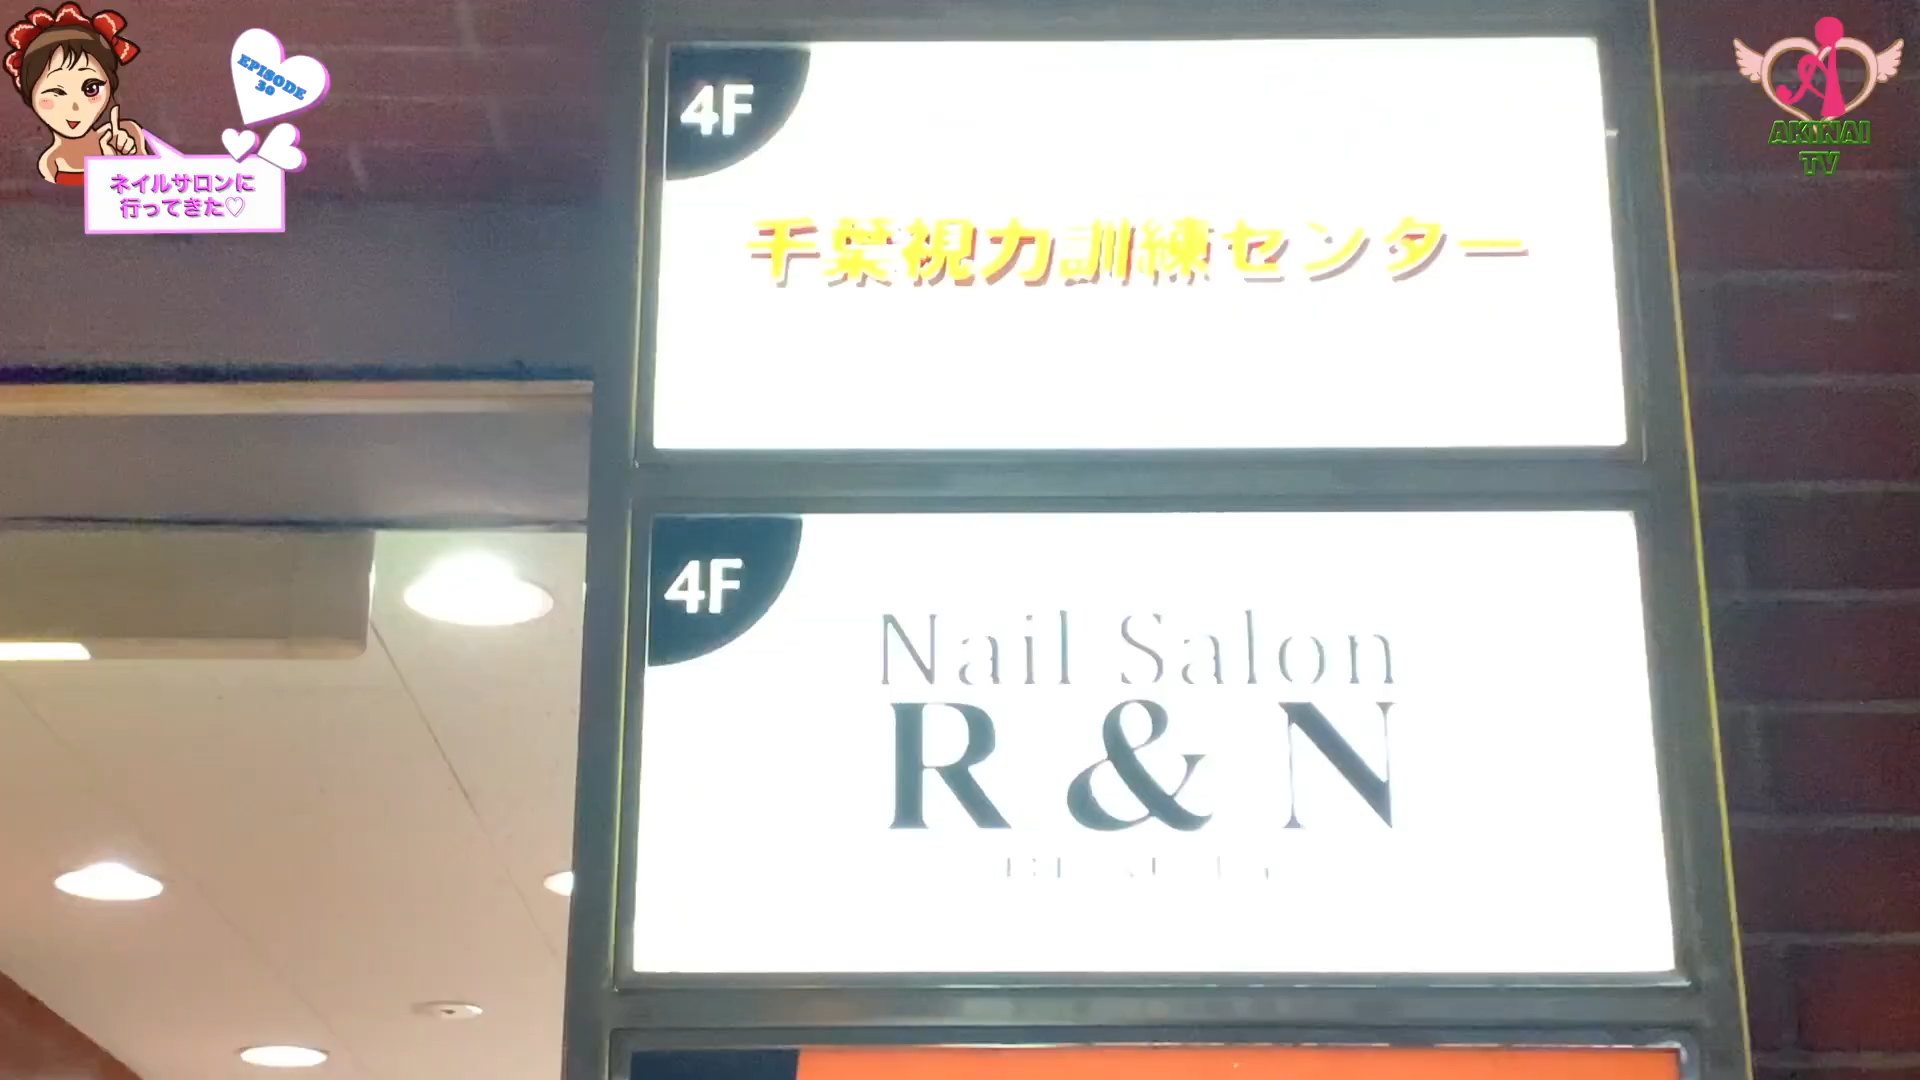 EPISODE
30
ネイルサロンに
行ってきた♡
AKINAI
TV
4F
千葉視力訓練センター
4F
Nail Salon
R & N
BEAUTY